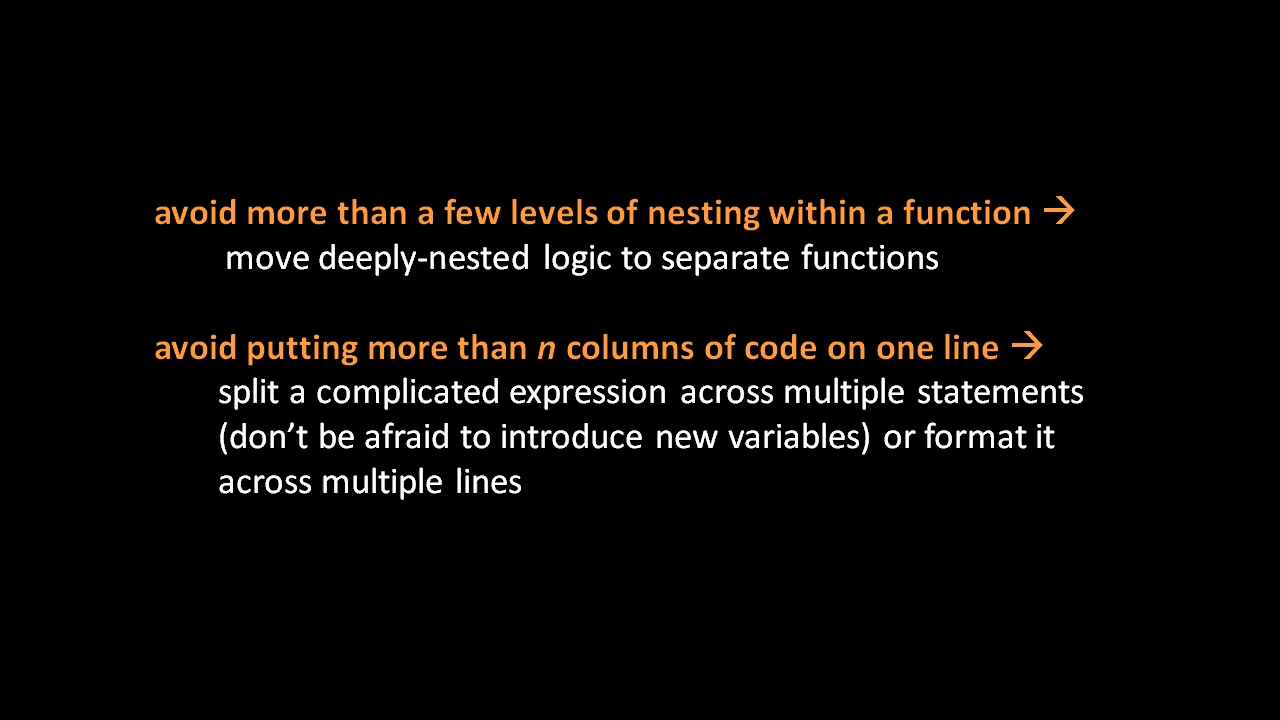 avoid more than a few levels of nesting within a function →
move deeply-nested logic to separate functions
avoid putting more than n columns of code on one line →
split a complicated expression across multiple statements
(don’t be afraid to introduce new variables) or format it
across multiple lines